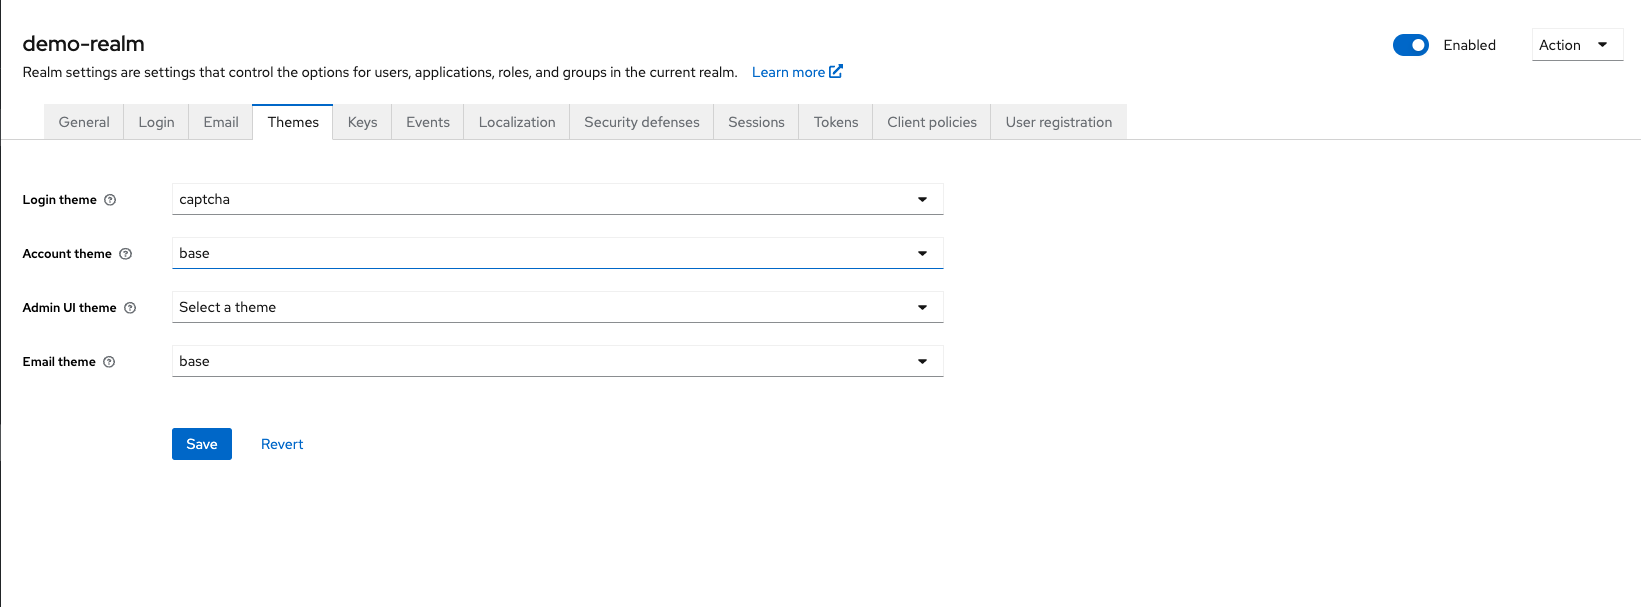 demo-realm
Enabled
Action
Realm settings are settings that control the options for users, applications, roles, and groups in the current realm. Learn more
General Login Email Themes Keys Events Localization Security defenses Sessions Tokens Client policies User registration
Login theme captcha
Account theme base
Admin UI theme Select a theme
Email theme base
Save Revert